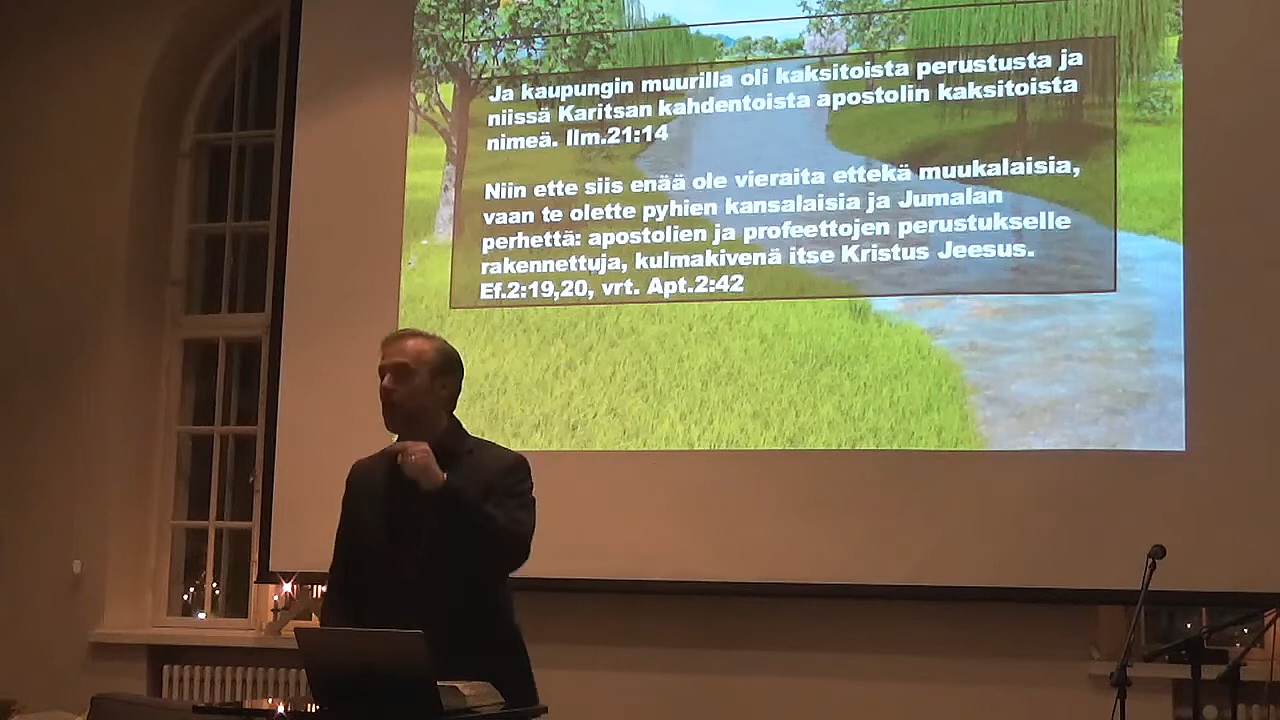 Ja kaupungin muurilla oli kaksitoista perustusta ja
niissä Karitsan kahdentoista apostolin kaksitoista
nimeä. Ilm.21:14
Niin ette siis enää ole vieraita ettekä muukalaisia,
vaan te olette pyhien kansalaisia ja Jumalan
perhettä: apostolien ja profeettojen perustukselle
rakennettuja, kulmakivenä itse Kristus Jeesus.
Ef.2:19,20, vrt. Apt.2:42